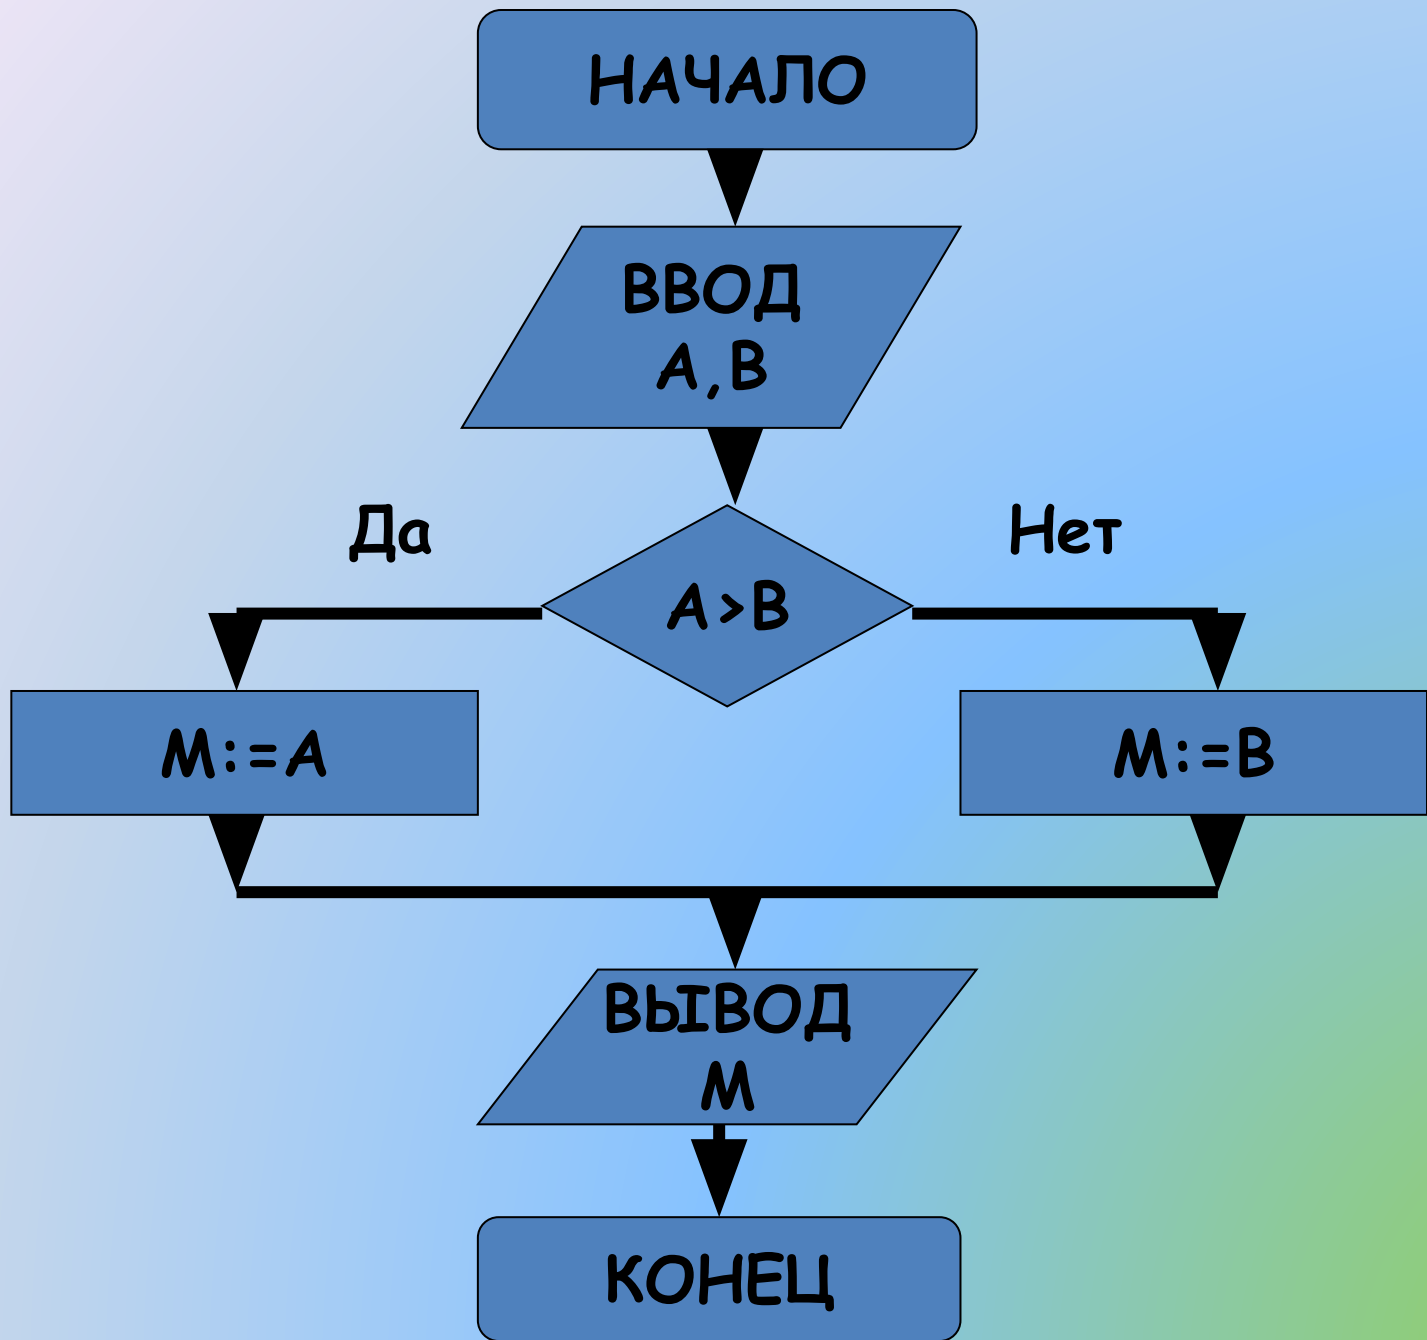 НАЧАЛО
ВВОД
А,В
Да
Нет
А>В
М:=А
М:=В
ВЫВОД
М
КОНЕЦ